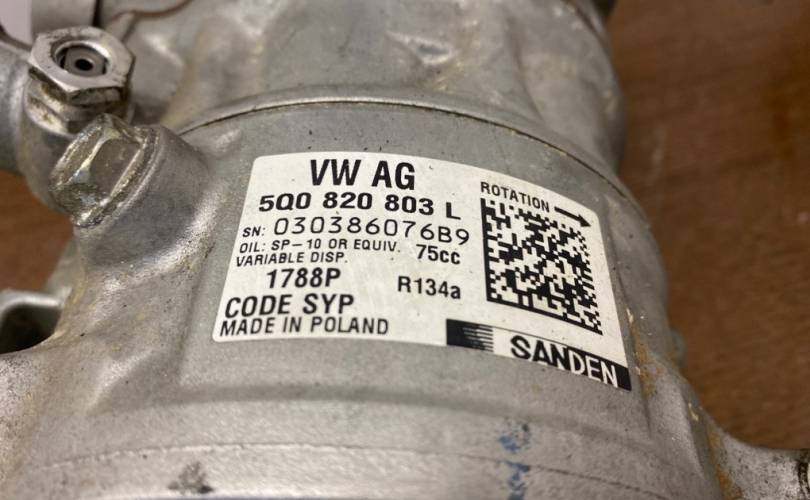 VW AG
5Q0 820 803 L
SN: 030386076B9
OIL: SP-10 OR EQUIV. 75cc
VARIABLE DISP.
1788P
R134a
CODE SYP
MADE IN POLAND
ROTATION
SANDEN